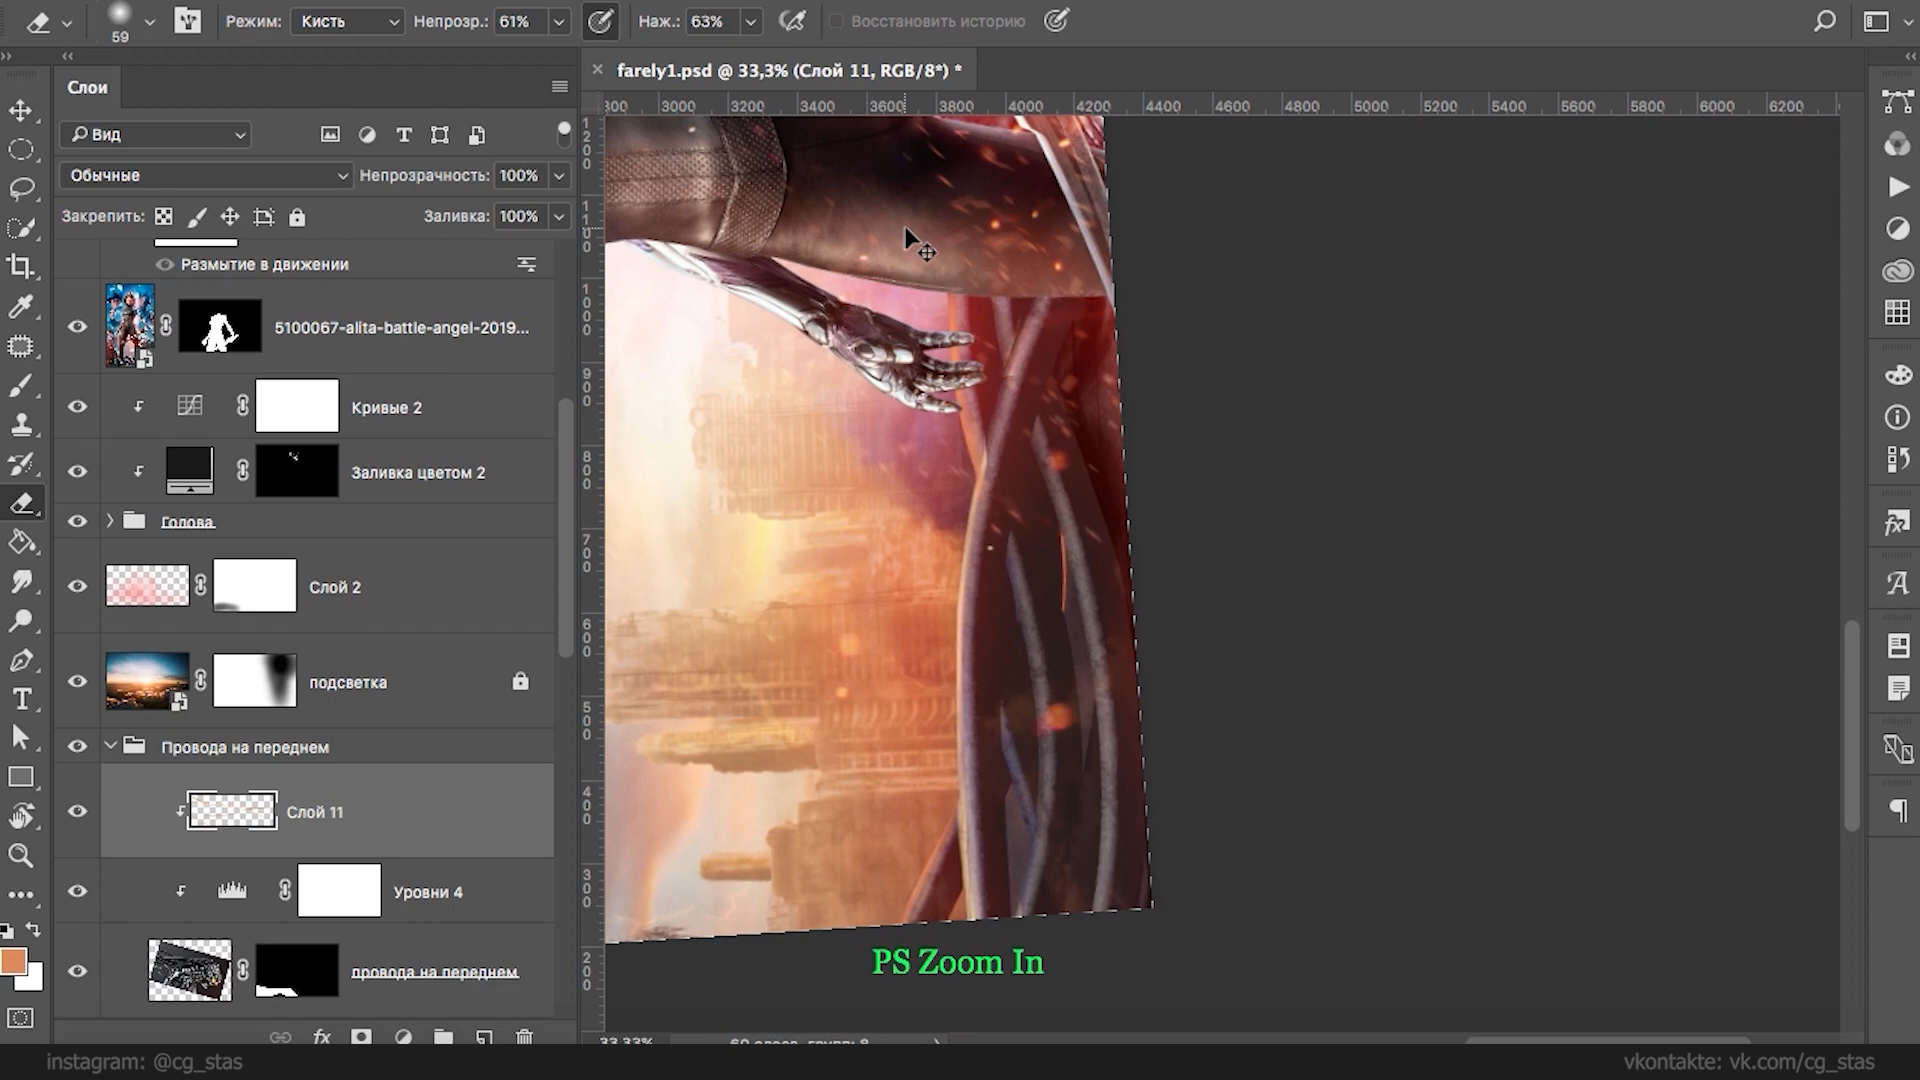 59
Режим: Кисть
Непрозр.: 61%
Наж.: 63%
Восстановить историю
Слои
farely1.psd @ 33,3% (Слой 11, RGB/8*) *
3000 3200 3400 3600 3800 4000 4200 4400 4600 4800 5000 5200 5400 5600 5800 6000 6200
Вид
Обычные
Непрозрачность: 100%
Закрепить:
Заливка: 100%
Размытие в движении
5100067-alita-battle-angel-2019...
Кривые 2
Заливка цветом 2
Голова
Слой 2
подсветка
Провода на переднем
Слой 11
Уровни 4
провода на переднем
PS Zoom In
33,33%
instagram: @cg_stas
vkontakte: vk.com/cg_stas